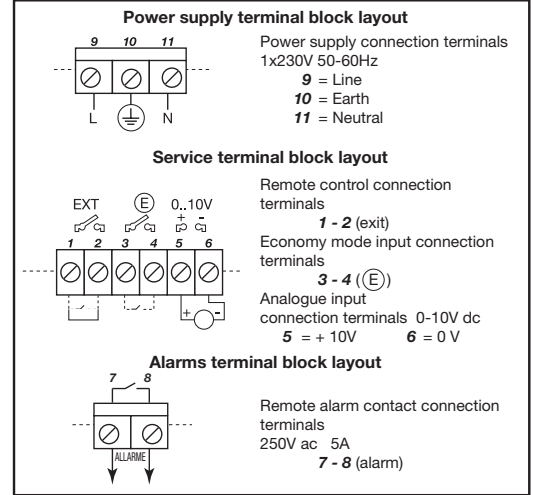 Power supply terminal block layout
9 10 11
L N
Power supply connection terminals
1x230V 50-60Hz
9 = Line
10 = Earth
11 = Neutral
Service terminal block layout
EXT E 0..10V
+ -
1 2 3 4 5 6
+ -
Remote control connection
terminals
1 - 2 (exit)
Economy mode input connection
terminals
3 - 4 (E)
Analogue input
connection terminals 0-10V dc
5 = + 10V 6 = 0 V
Alarms terminal block layout
7 8
ALLARME
Remote alarm contact connection
terminals
250V ac 5A
7 - 8 (alarm)